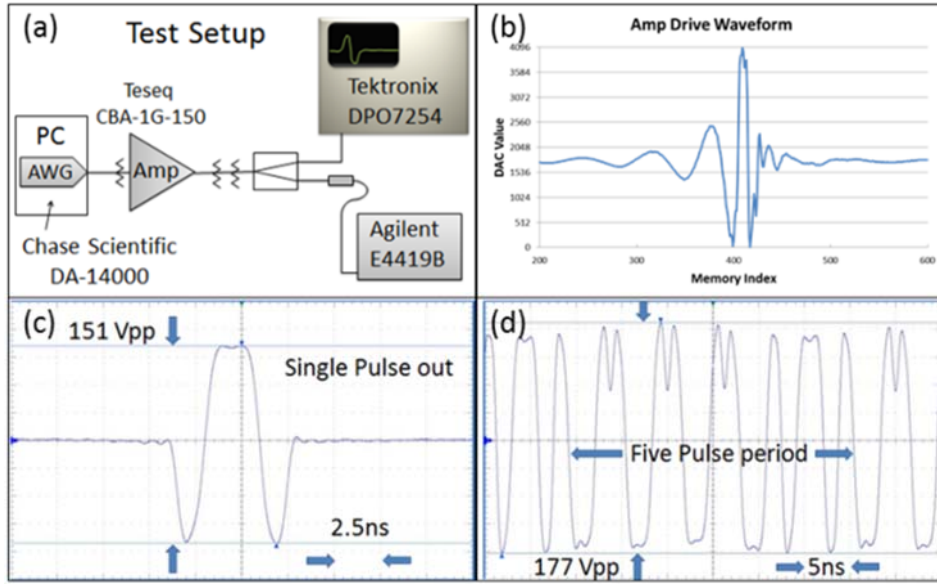 (a)
Test Setup
Teseq
CBA-1G-150
PC
AWG
Amp
Tektronix
DPO7254
Chase Scientific
DA-14000
Agilent
E4419B
(b)
Amp Drive Waveform
DAC Value
4096
3584
3072
2560
2048
1536
1024
512
0
200
300
400
500
600
Memory Index
(c)
151 Vpp
Single Pulse out
2.5ns
(d)
Five Pulse period
177 Vpp
5ns